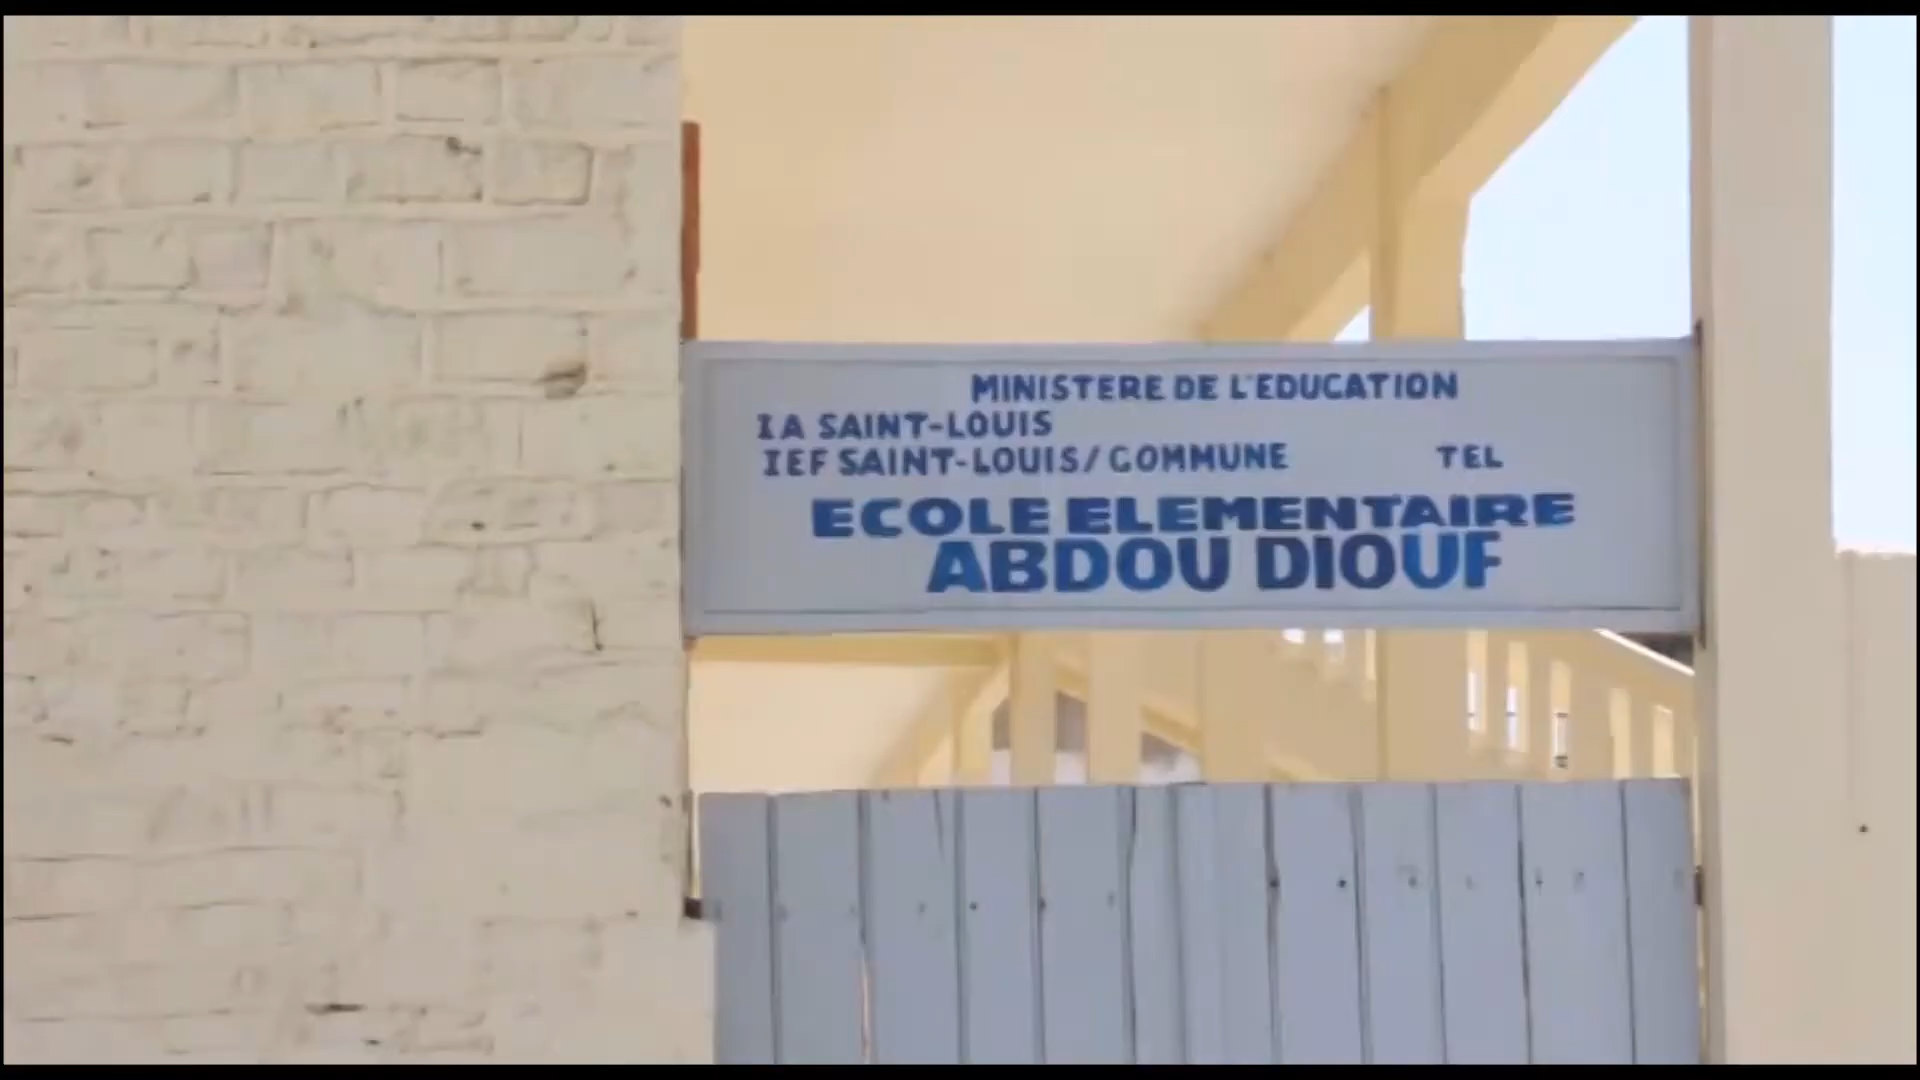 MINISTERE DE L'EDUCATION
IA SAINT-LOUIS
IEF SAINT-LOUIS/COMMUNE TEL
ECOLE ELEMENTAIRE
ABDOU DIOUF